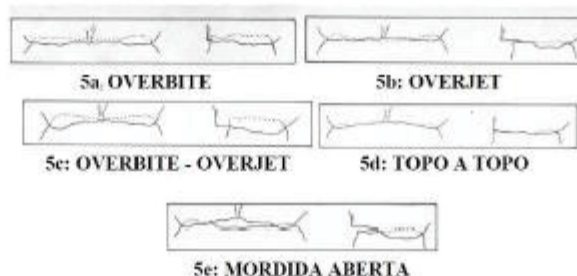 5a OVERBITE
5b: OVERJET
5c: OVERBITE - OVERJET
5d: TOPO A TOPO
5e: MORDIDA ABERTA